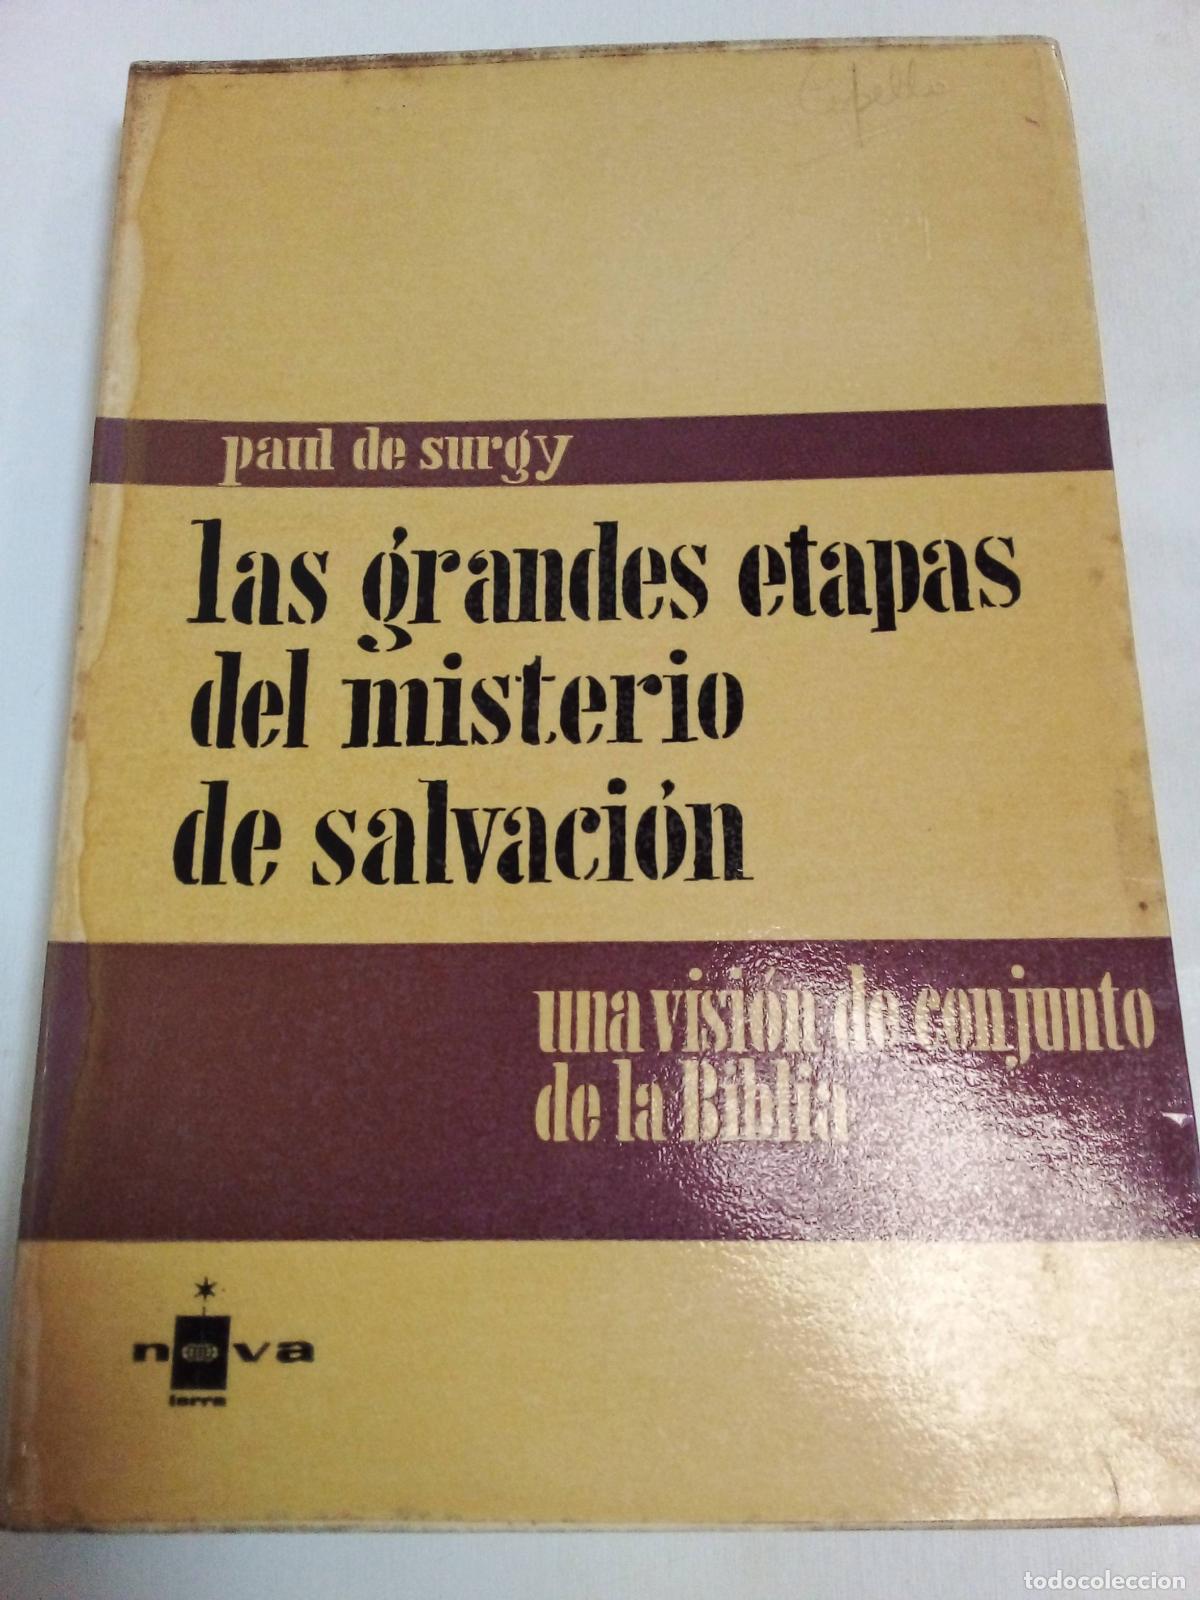 paul de surgy
las grandes etapas
del misterio
de salvación
una visión de conjunto
de la Biblia
nova
terra
todocoleccion